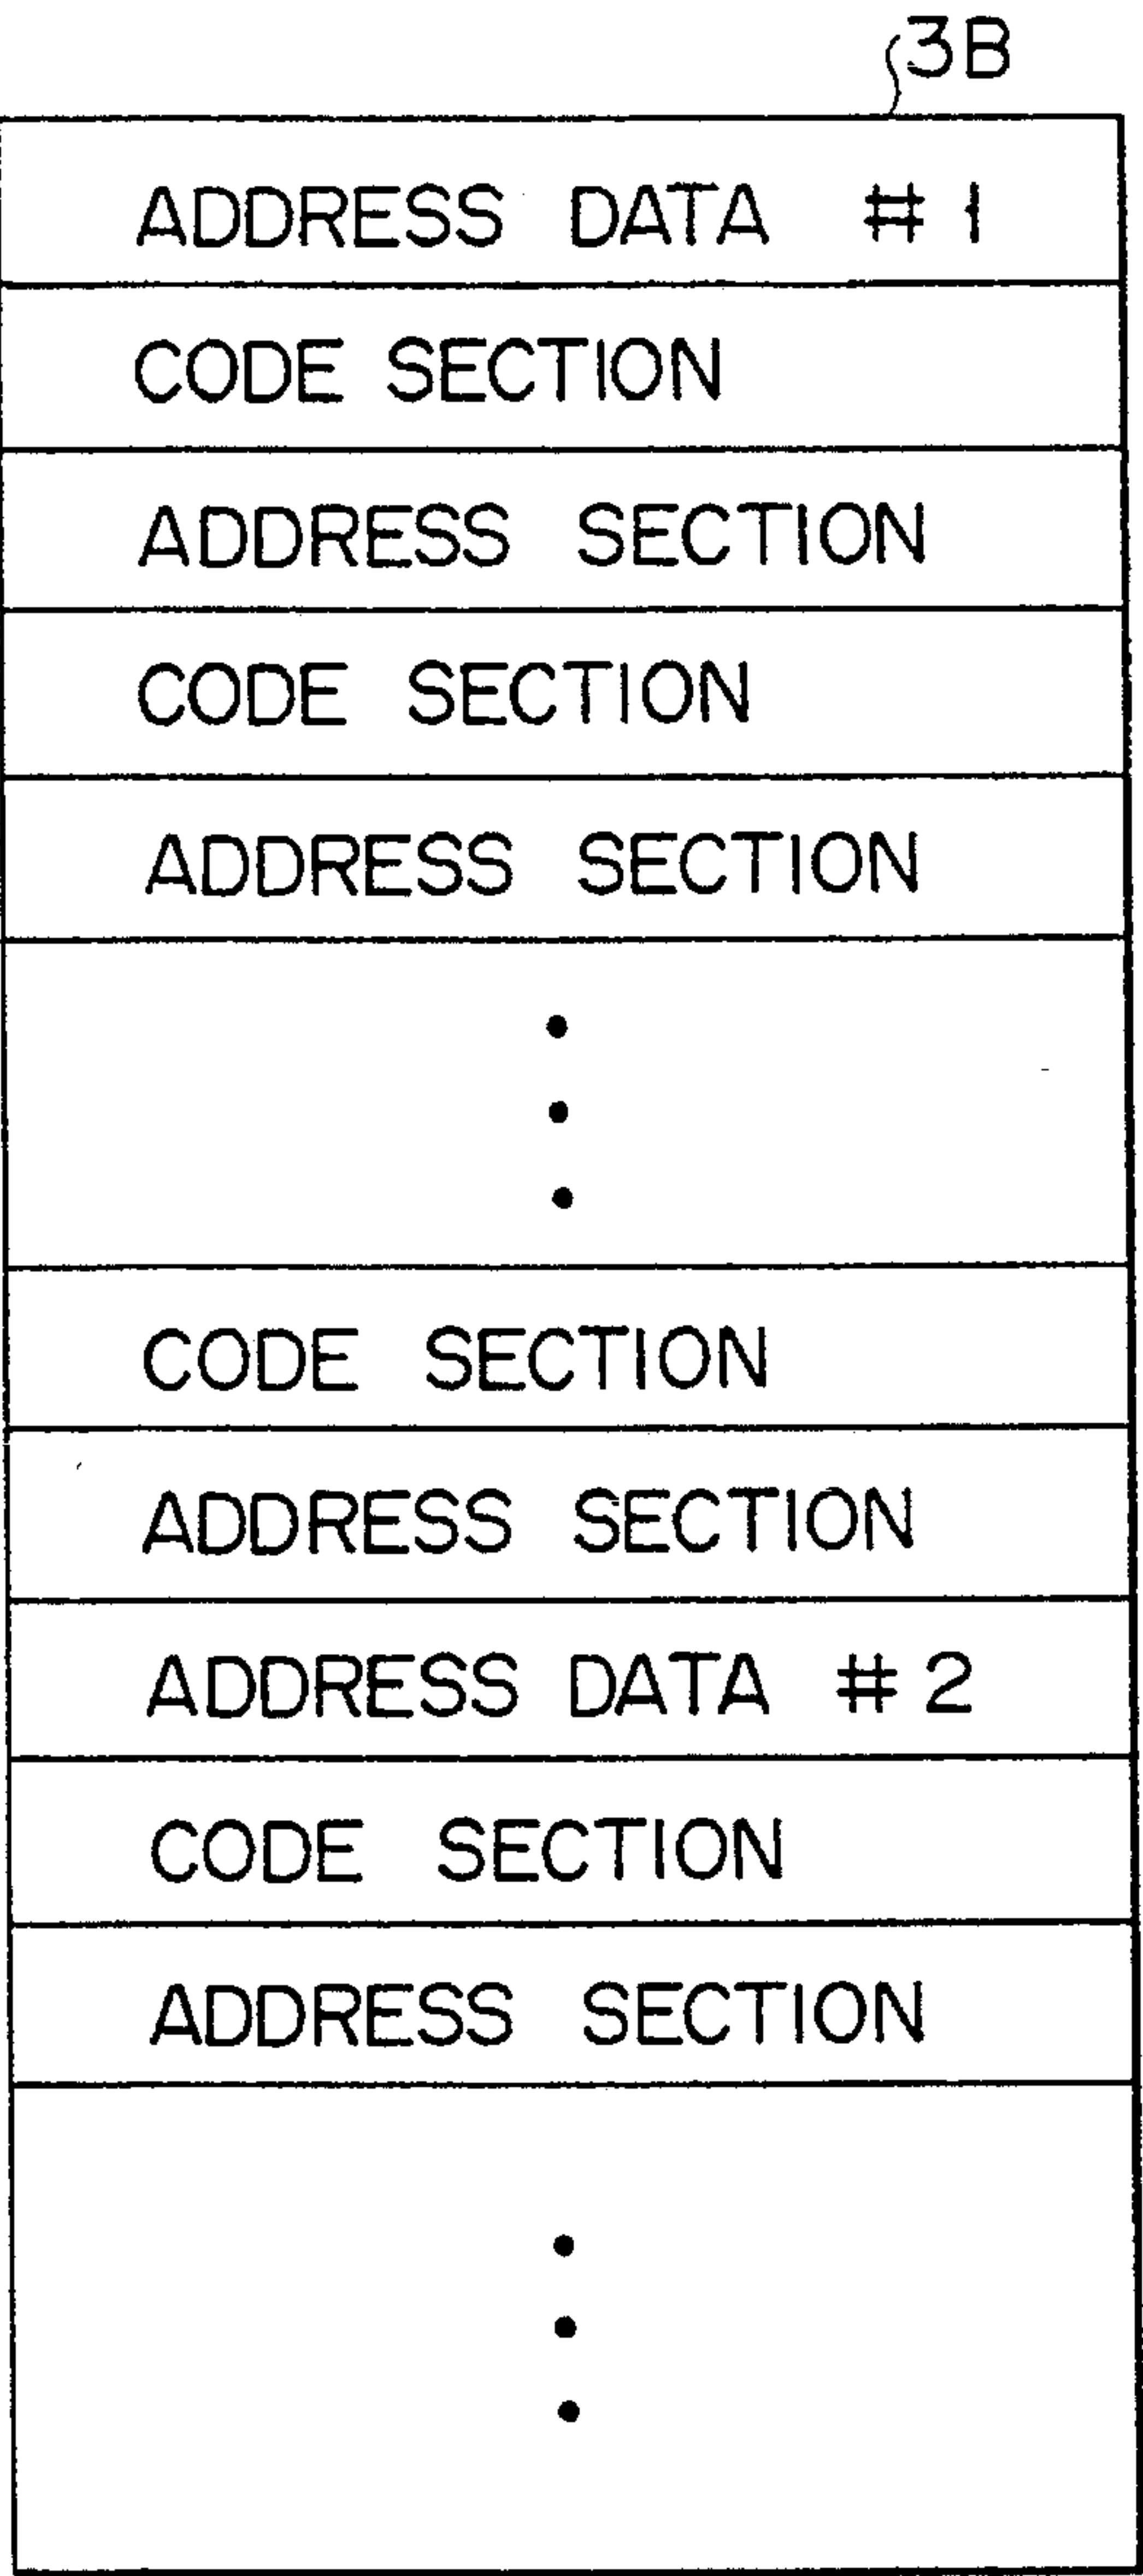 3B
ADDRESS DATA # 1
CODE SECTION
ADDRESS SECTION
CODE SECTION
ADDRESS SECTION
CODE SECTION
ADDRESS SECTION
ADDRESS DATA # 2
CODE SECTION
ADDRESS SECTION